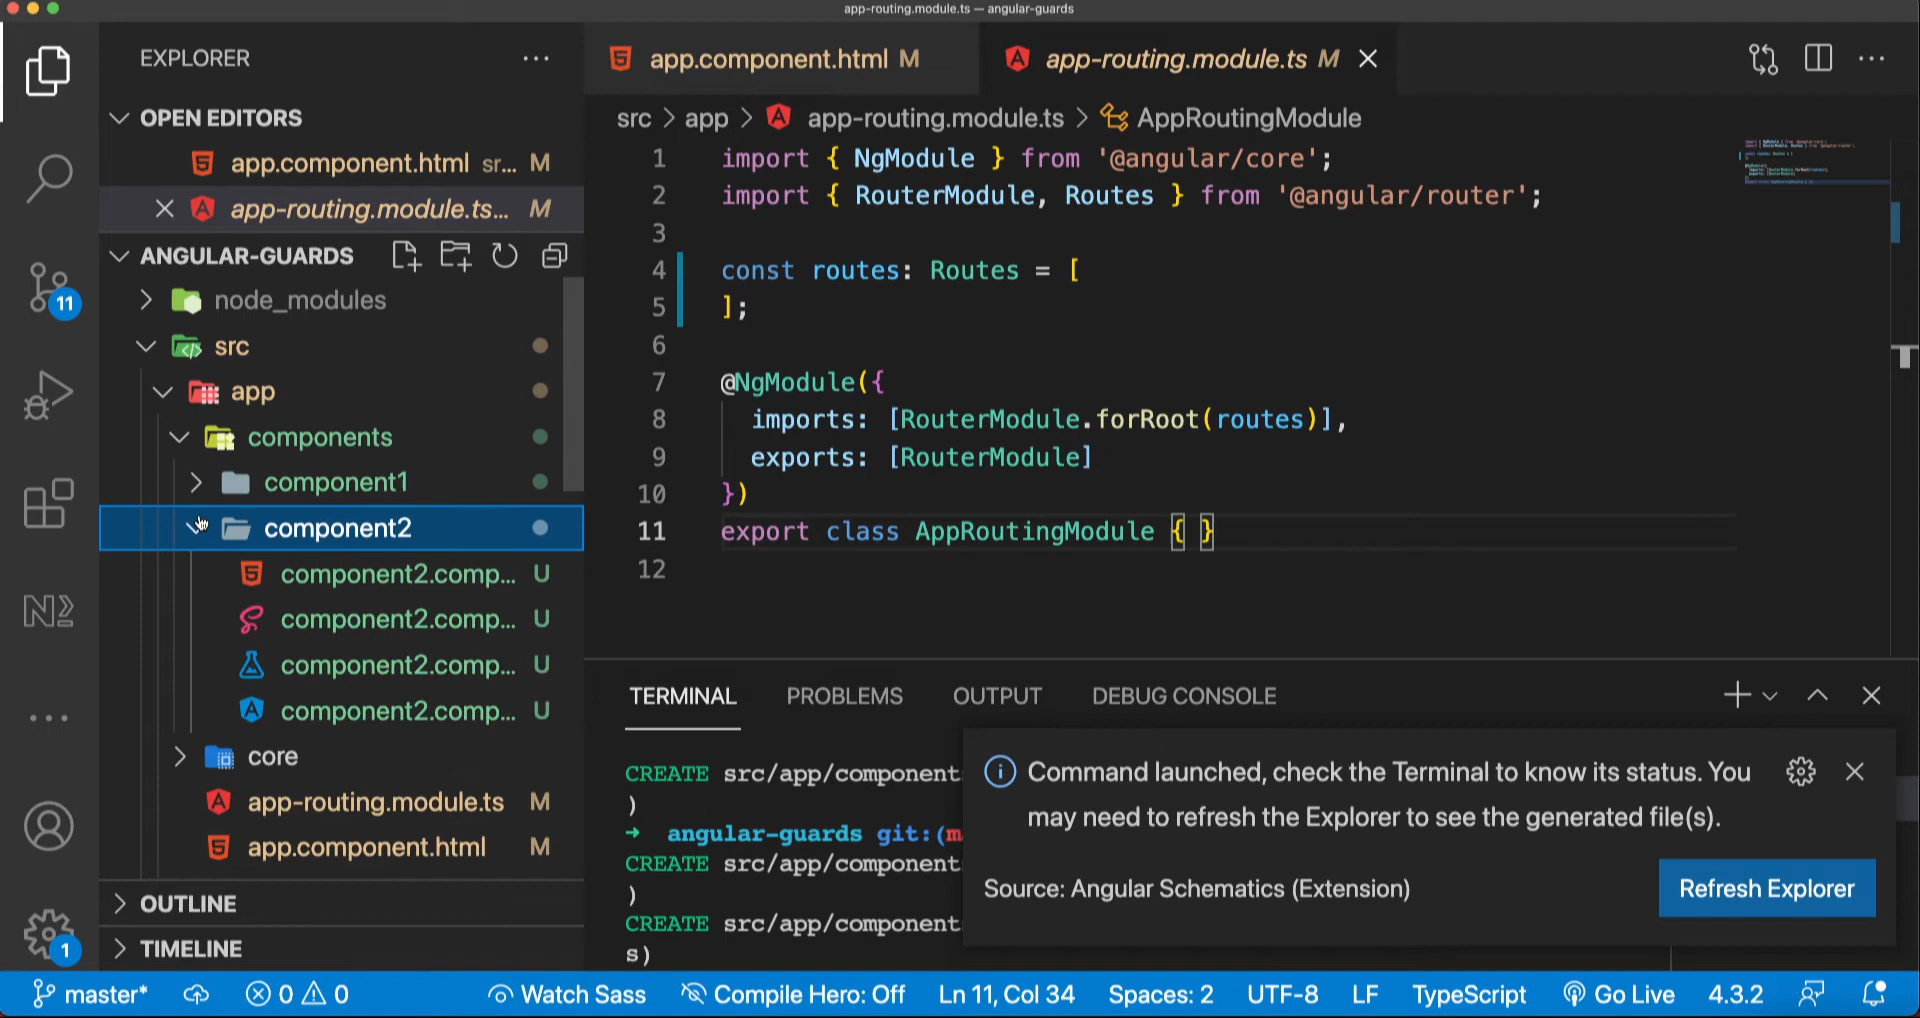 app-routing.module.ts — angular-guards
EXPLORER
OPEN EDITORS
app.component.html sr... M
app-routing.module.ts... M
ANGULAR-GUARDS
node_modules
src
app
components
component1
component2
component2.comp... U
component2.comp... U
component2.comp... U
component2.comp... U
core
app-routing.module.ts M
app.component.html M
OUTLINE
TIMELINE
11
1
app.component.html M
app-routing.module.ts M
src > app > app-routing.module.ts > AppRoutingModule
1 import { NgModule } from '@angular/core';
2 import { RouterModule, Routes } from '@angular/router';
3
4 const routes: Routes = [
5 ];
6
7 @NgModule({
8 imports: [RouterModule.forRoot(routes)],
9 exports: [RouterModule]
10 })
11 export class AppRoutingModule { }
12
TERMINAL PROBLEMS OUTPUT DEBUG CONSOLE
CREATE src/app/component
)
➜ angular-guards git:(m
CREATE src/app/component
)
CREATE src/app/component
s)
Command launched, check the Terminal to know its status. You
may need to refresh the Explorer to see the generated file(s).
Source: Angular Schematics (Extension)
Refresh Explorer
master* 0 0 Watch Sass Compile Hero: Off Ln 11, Col 34 Spaces: 2 UTF-8 LF TypeScript Go Live 4.3.2